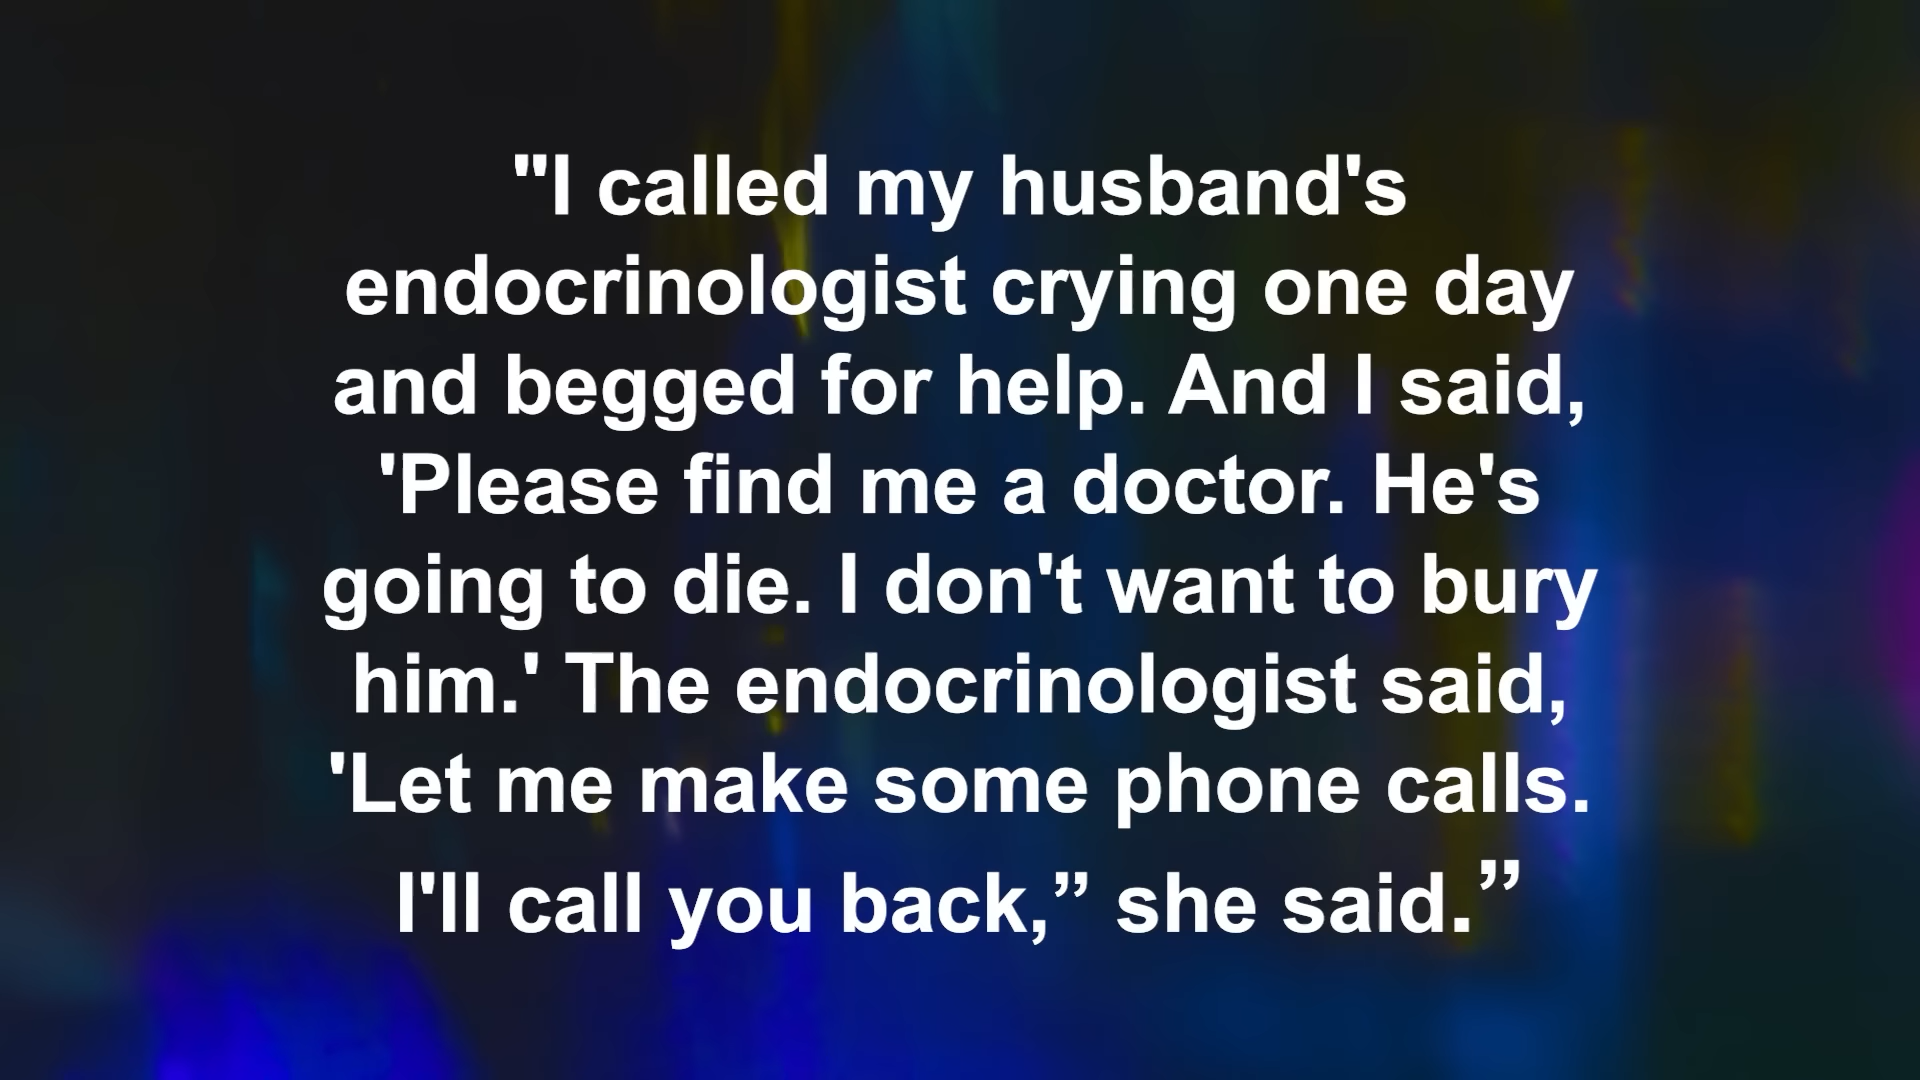 "I called my husband's
endocrinologist crying one day
and begged for help. And I said,
'Please find me a doctor. He's
going to die. I don't want to bury
him.' The endocrinologist said,
'Let me make some phone calls.
I'll call you back,” she said.”